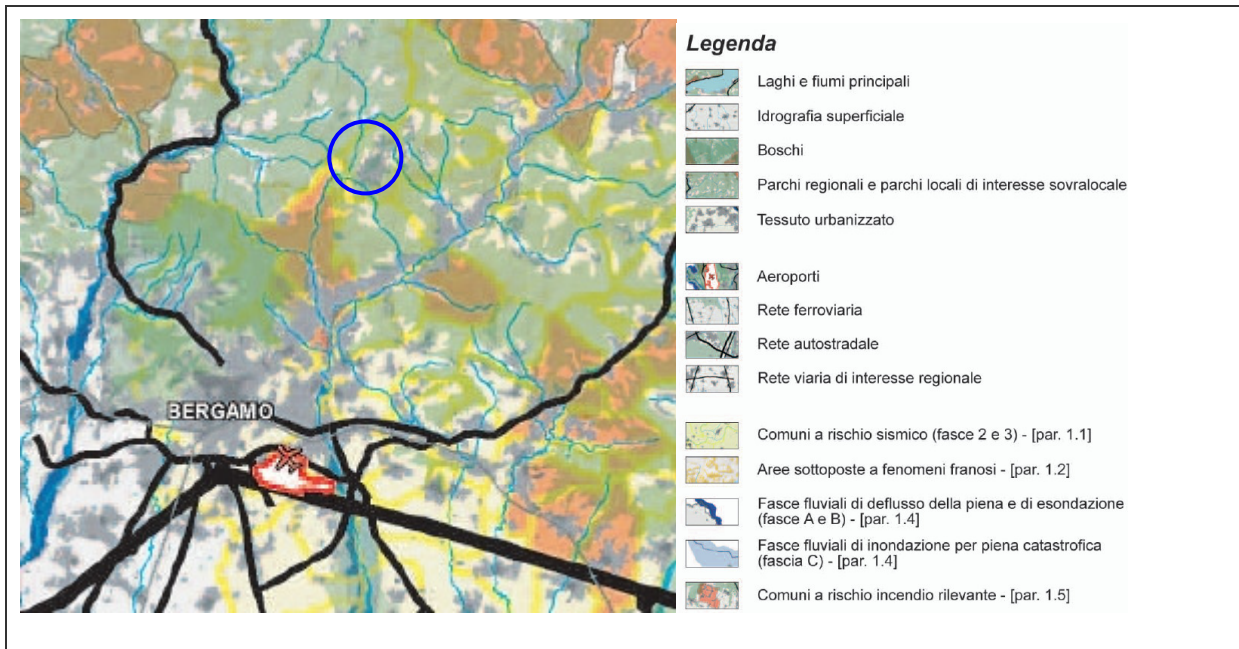 Legenda
Laghi e fiumi principali
Idrografia superficiale
Boschi
Parchi regionali e parchi locali di interesse sovralocale
Tessuto urbanizzato
Aeroporti
Rete ferroviaria
Rete autostradale
Rete viaria di interesse regionale
Comuni a rischio sismico (fasce 2 e 3) - [par. 1.1]
Aree sottoposte a fenomeni franosi - [par. 1.2]
Fasce fluviali di deflusso della piena e di esondazione
(fasce A e B) - [par. 1.4]
Fasce fluviali di inondazione per piena catastrofica
(fascia C) - [par. 1.4]
Comuni a rischio incendio rilevante - [par. 1.5]
BERGAMO